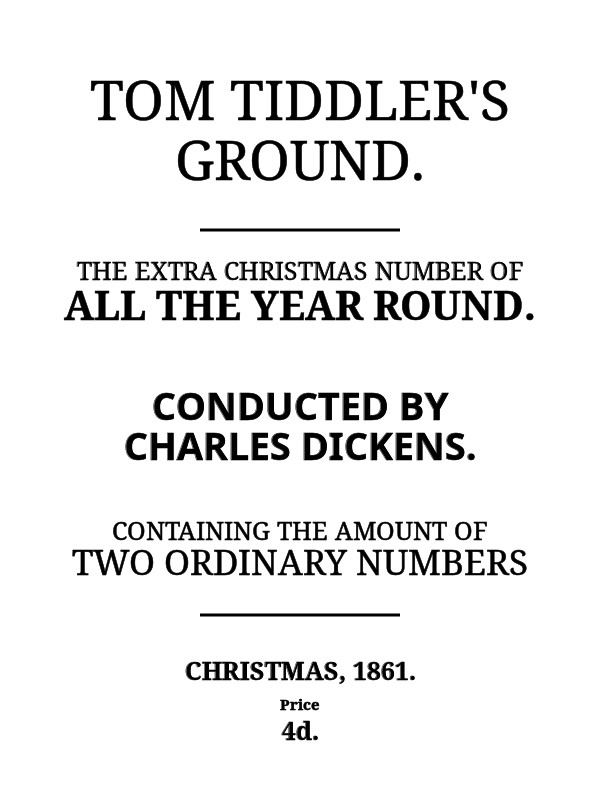 TOM TIDDLER'S
GROUND.
THE EXTRA CHRISTMAS NUMBER OF
ALL THE YEAR ROUND.
CONDUCTED BY
CHARLES DICKENS.
CONTAINING THE AMOUNT OF
TWO ORDINARY NUMBERS
CHRISTMAS, 1861.
Price
4d.